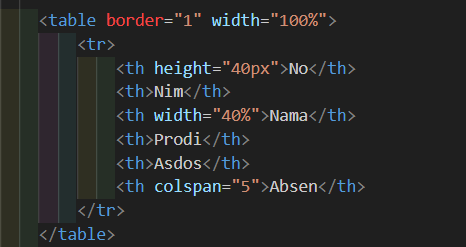 <table border="1" width="100%">
<tr>
<th height="40px">No</th>
<th>Nim</th>
<th width="40%">Nama</th>
<th>Prodi</th>
<th>Asdos</th>
<th colspan="5">Absen</th>
</tr>
</table>